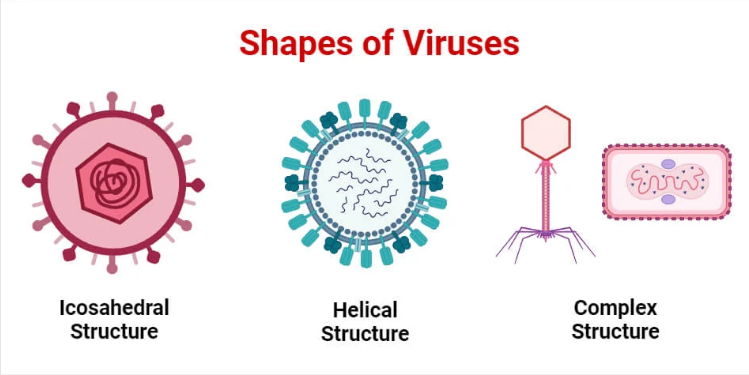 Shapes of Viruses
Icosahedral
Structure
Helical
Structure
Complex
Structure